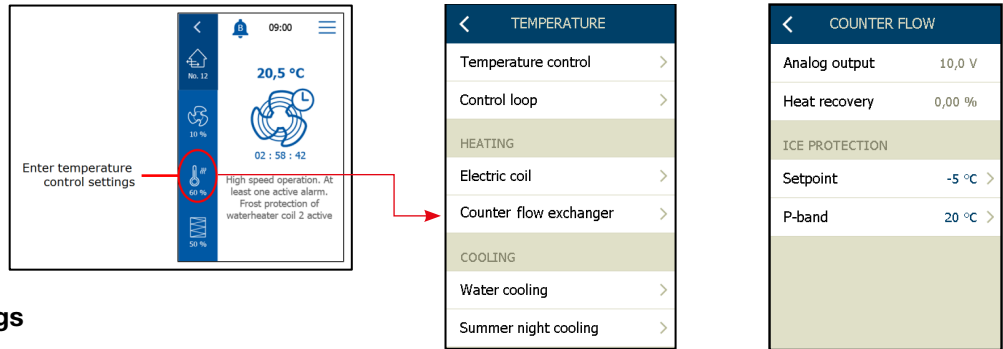 B
09:00
No. 12
20,5 °C
10 %
02 : 58 : 42
60 %
High speed operation. At
least one active alarm.
Frost protection of
waterheater coil 2 active
50 %
Enter temperature
control settings
gs
TEMPERATURE
Temperature control
Control loop
HEATING
Electric coil
Counter flow exchanger
COOLING
Water cooling
Summer night cooling
COUNTER FLOW
Analog output 10,0 V
Heat recovery 0,00 %
ICE PROTECTION
Setpoint -5 °C
P-band 20 °C